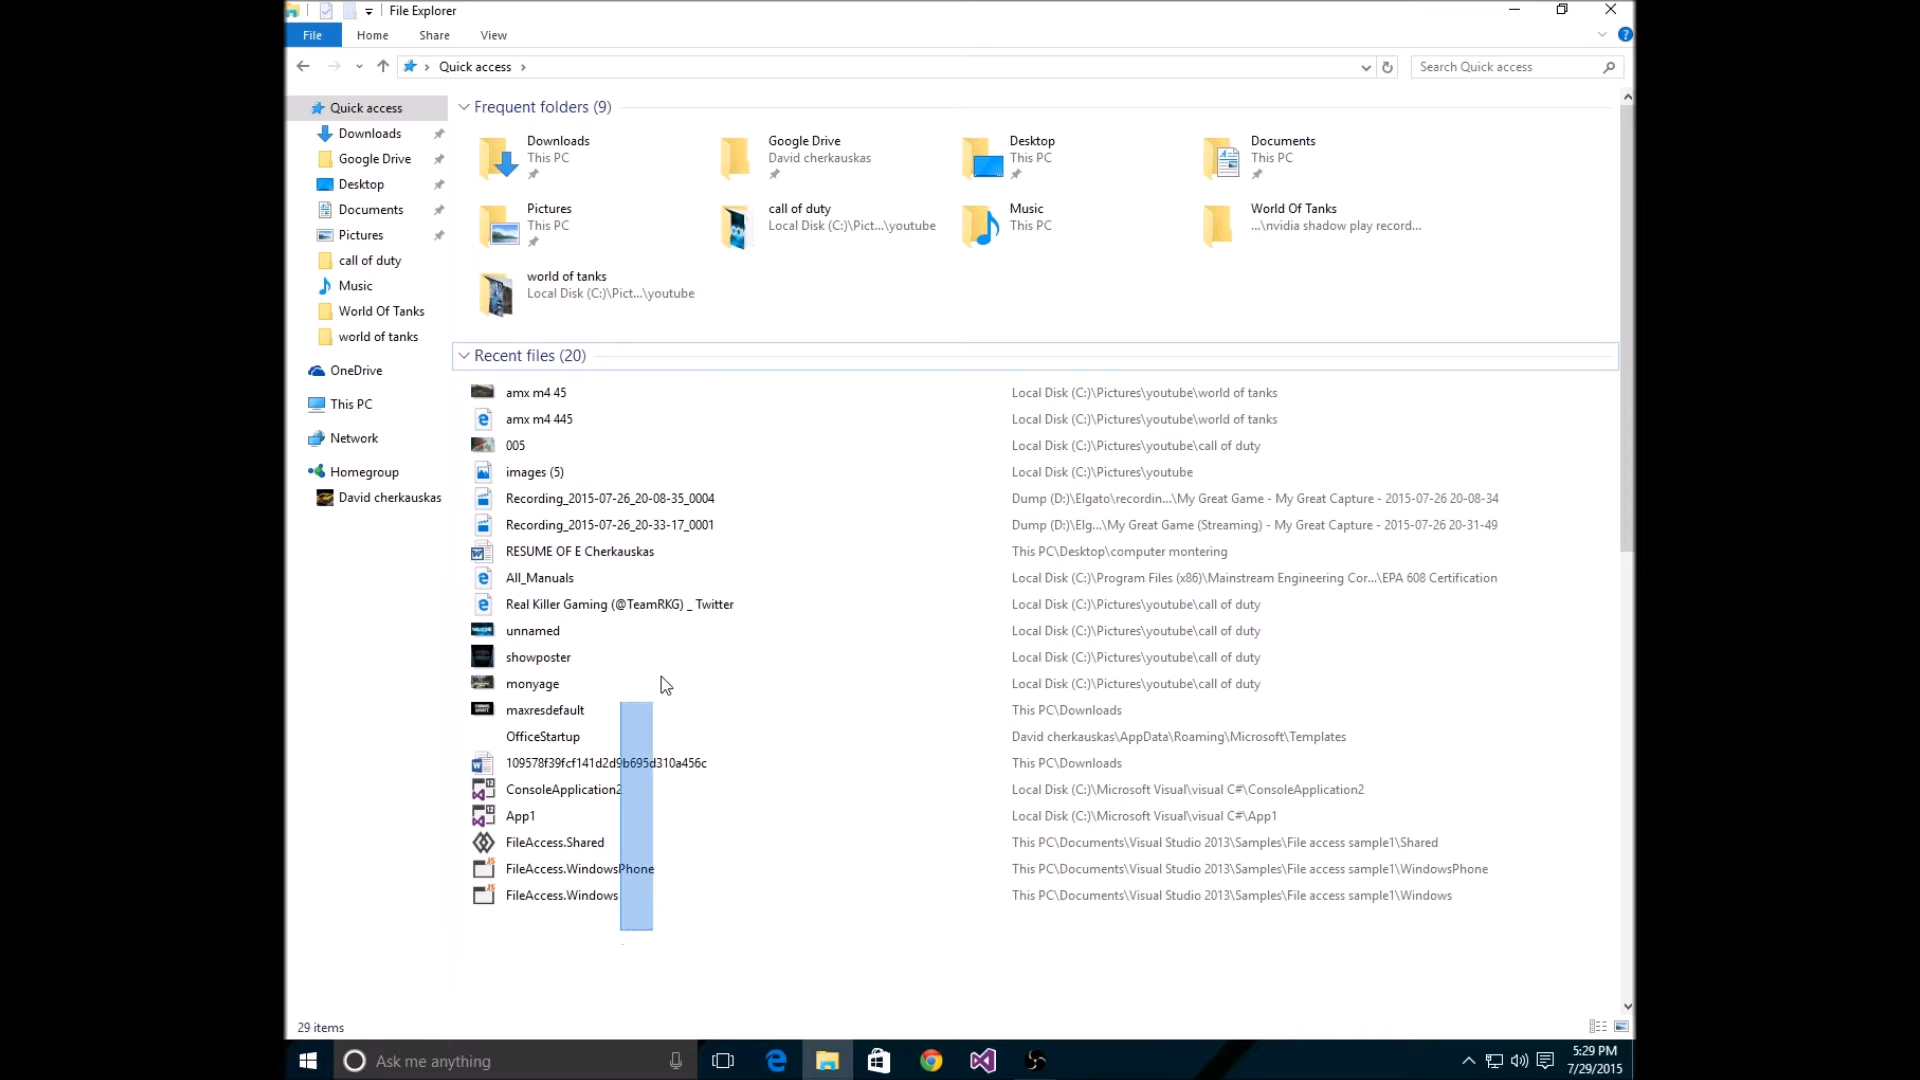 File Explorer
File Home Share View
Quick access
Search Quick access
Quick access
Downloads
Google Drive
Desktop
Documents
Pictures
call of duty
Music
World Of Tanks
world of tanks
OneDrive
This PC
Network
Homegroup
David cherkauskas
Frequent folders (9)
Downloads
This PC
Google Drive
David cherkauskas
Desktop
This PC
Documents
This PC
Pictures
This PC
call of duty
Local Disk (C:)\Pict...\youtube
Music
This PC
World Of Tanks
...\nvidia shadow play record...
world of tanks
Local Disk (C:)\Pict...\youtube
Recent files (20)
amx m4 45 Local Disk (C:)\Pictures\youtube\world of tanks
amx m4 445 Local Disk (C:)\Pictures\youtube\world of tanks
005 Local Disk (C:)\Pictures\youtube\call of duty
images (5) Local Disk (C:)\Pictures\youtube
Recording_2015-07-26_20-08-35_0004 Dump (D:)\Elgato\recordin...\My Great Game - My Great Capture - 2015-07-26 20-08-34
Recording_2015-07-26_20-33-17_0001 Dump (D:)\Elg...\My Great Game (Streaming) - My Great Capture - 2015-07-26 20-31-49
RESUME OF E Cherkauskas This PC\Desktop\computer montering
All_Manuals Local Disk (C:)\Program Files (x86)\Mainstream Engineering Cor...\EPA 608 Certification
Real Killer Gaming (@TeamRKG) _ Twitter Local Disk (C:)\Pictures\youtube\call of duty
unnamed Local Disk (C:)\Pictures\youtube\call of duty
showposter Local Disk (C:)\Pictures\youtube\call of duty
monyage Local Disk (C:)\Pictures\youtube\call of duty
maxresdefault This PC\Downloads
OfficeStartup David cherkauskas\AppData\Roaming\Microsoft\Templates
109578f39fcf141d2d9b695d310a456c This PC\Downloads
ConsoleApplication2 Local Disk (C:)\Microsoft Visual\visual C#\ConsoleApplication2
App1 Local Disk (C:)\Microsoft Visual\visual C#\App1
FileAccess.Shared This PC\Documents\Visual Studio 2013\Samples\File access sample1\Shared
FileAccess.WindowsPhone This PC\Documents\Visual Studio 2013\Samples\File access sample1\WindowsPhone
FileAccess.Windows This PC\Documents\Visual Studio 2013\Samples\File access sample1\Windows
29 items
Ask me anything
5:29 PM
7/29/2015